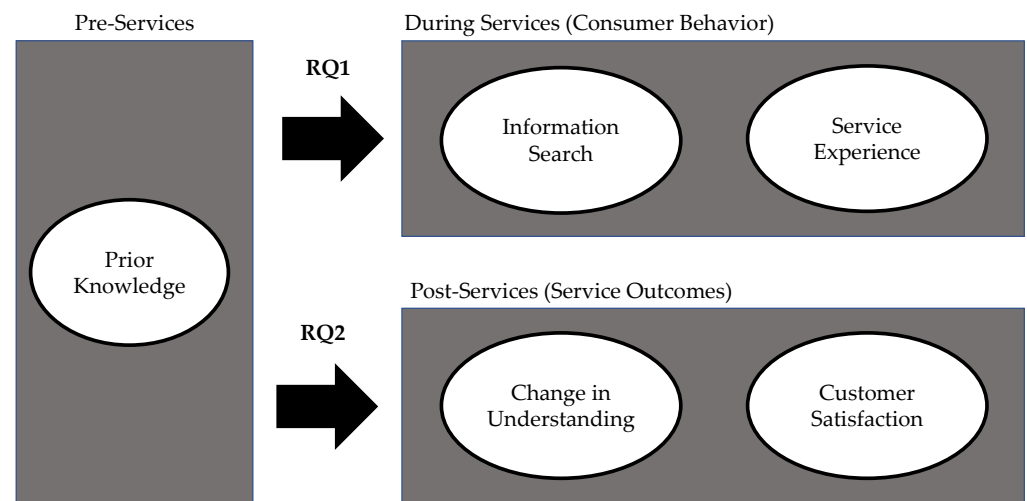 Pre-Services
Prior
Knowledge
RQ1
During Services (Consumer Behavior)
Information
Search
Service
Experience
RQ2
Post-Services (Service Outcomes)
Change in
Understanding
Customer
Satisfaction